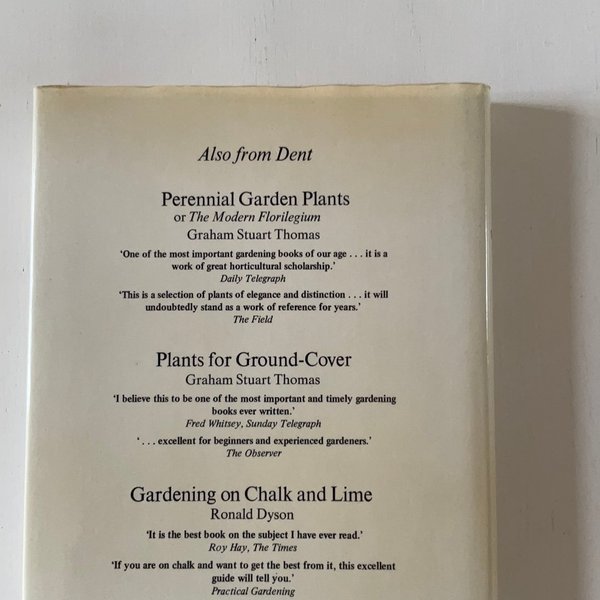 Also from Dent
Perennial Garden Plants
or The Modern Florilegium
Graham Stuart Thomas
‘One of the most important gardening books of our age . . . it is a
work of great horticultural scholarship.’
Daily Telegraph
‘This is a selection of plants of elegance and distinction . . . it will
undoubtedly stand as a work of reference for years.’
The Field
Plants for Ground-Cover
Graham Stuart Thomas
‘I believe this to be one of the most important and timely gardening
books ever written.’
Fred Whitsey, Sunday Telegraph
‘ . . . excellent for beginners and experienced gardeners.’
The Observer
Gardening on Chalk and Lime
Ronald Dyson
‘It is the best book on the subject I have ever read.’
Roy Hay, The Times
‘If you are on chalk and want to get the best from it, this excellent
guide will tell you.’
Practical Gardening